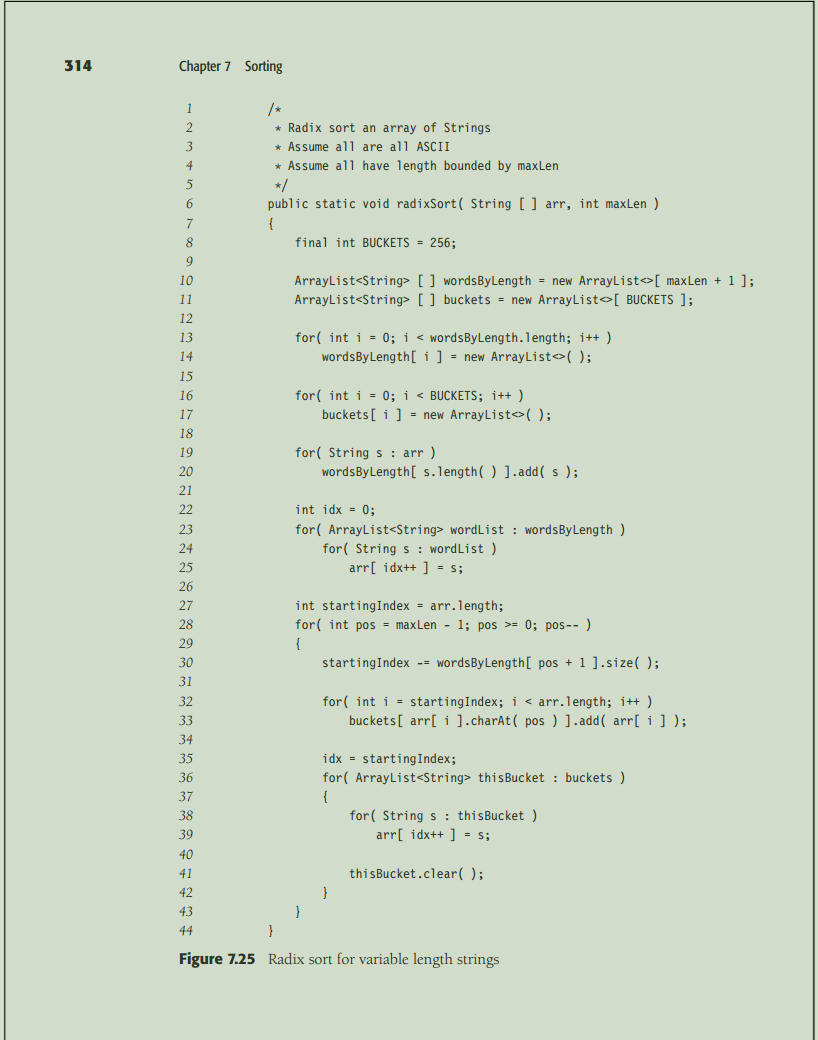 314 Chapter 7 Sorting
1 /*
2 * Radix sort an array of Strings
3 * Assume all are all ASCII
4 * Assume all have length bounded by maxLen
5 */
6 public static void radixSort( String [ ] arr, int maxLen )
7 {
8 final int BUCKETS = 256;
9
10 ArrayList<String> [ ] wordsByLength = new ArrayList<>[ maxLen + 1 ];
11 ArrayList<String> [ ] buckets = new ArrayList<>[ BUCKETS ];
12
13 for( int i = 0; i < wordsByLength.length; i++ )
14 wordsByLength[ i ] = new ArrayList<>( );
15
16 for( int i = 0; i < BUCKETS; i++ )
17 buckets[ i ] = new ArrayList<>( );
18
19 for( String s : arr )
20 wordsByLength[ s.length( ) ].add( s );
21
22 int idx = 0;
23 for( ArrayList<String> wordList : wordsByLength )
24 for( String s : wordList )
25 arr[ idx++ ] = s;
26
27 int startingIndex = arr.length;
28 for( int pos = maxLen - 1; pos >= 0; pos-- )
29 {
30 startingIndex -= wordsByLength[ pos + 1 ].size( );
31
32 for( int i = startingIndex; i < arr.length; i++ )
33 buckets[ arr[ i ].charAt( pos ) ].add( arr[ i ] );
34
35 idx = startingIndex;
36 for( ArrayList<String> thisBucket : buckets )
37 {
38 for( String s : thisBucket )
39 arr[ idx++ ] = s;
40
41 thisBucket.clear( );
42 }
43 }
44 }
Figure 7.25 Radix sort for variable length strings